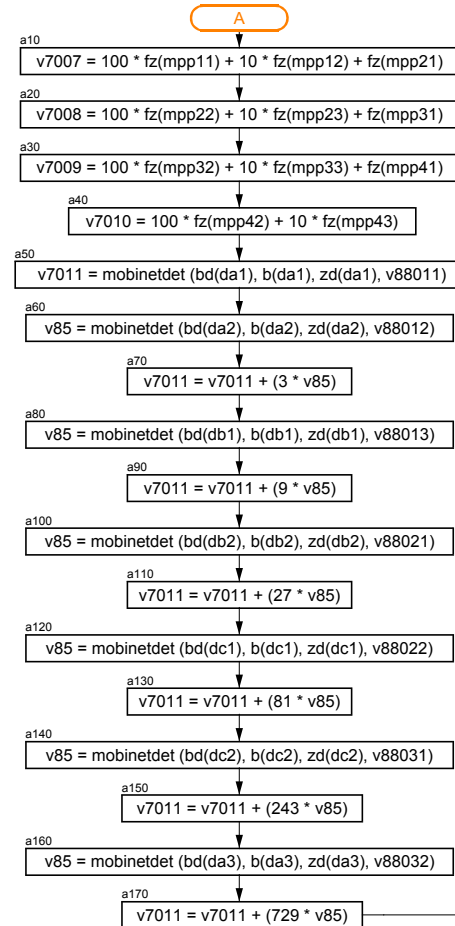 A
a10
v7007 = 100 * fz(mpp11) + 10 * fz(mpp12) + fz(mpp21)
a20
v7008 = 100 * fz(mpp22) + 10 * fz(mpp23) + fz(mpp31)
a30
v7009 = 100 * fz(mpp32) + 10 * fz(mpp33) + fz(mpp41)
a40
v7010 = 100 * fz(mpp42) + 10 * fz(mpp43)
a50
v7011 = mobinetdet (bd(da1), b(da1), zd(da1), v88011)
a60
v85 = mobinetdet (bd(da2), b(da2), zd(da2), v88012)
a70
v7011 = v7011 + (3 * v85)
a80
v85 = mobinetdet (bd(db1), b(db1), zd(db1), v88013)
a90
v7011 = v7011 + (9 * v85)
a100
v85 = mobinetdet (bd(db2), b(db2), zd(db2), v88021)
a110
v7011 = v7011 + (27 * v85)
a120
v85 = mobinetdet (bd(dc1), b(dc1), zd(dc1), v88022)
a130
v7011 = v7011 + (81 * v85)
a140
v85 = mobinetdet (bd(dc2), b(dc2), zd(dc2), v88031)
a150
v7011 = v7011 + (243 * v85)
a160
v85 = mobinetdet (bd(da3), b(da3), zd(da3), v88032)
a170
v7011 = v7011 + (729 * v85)